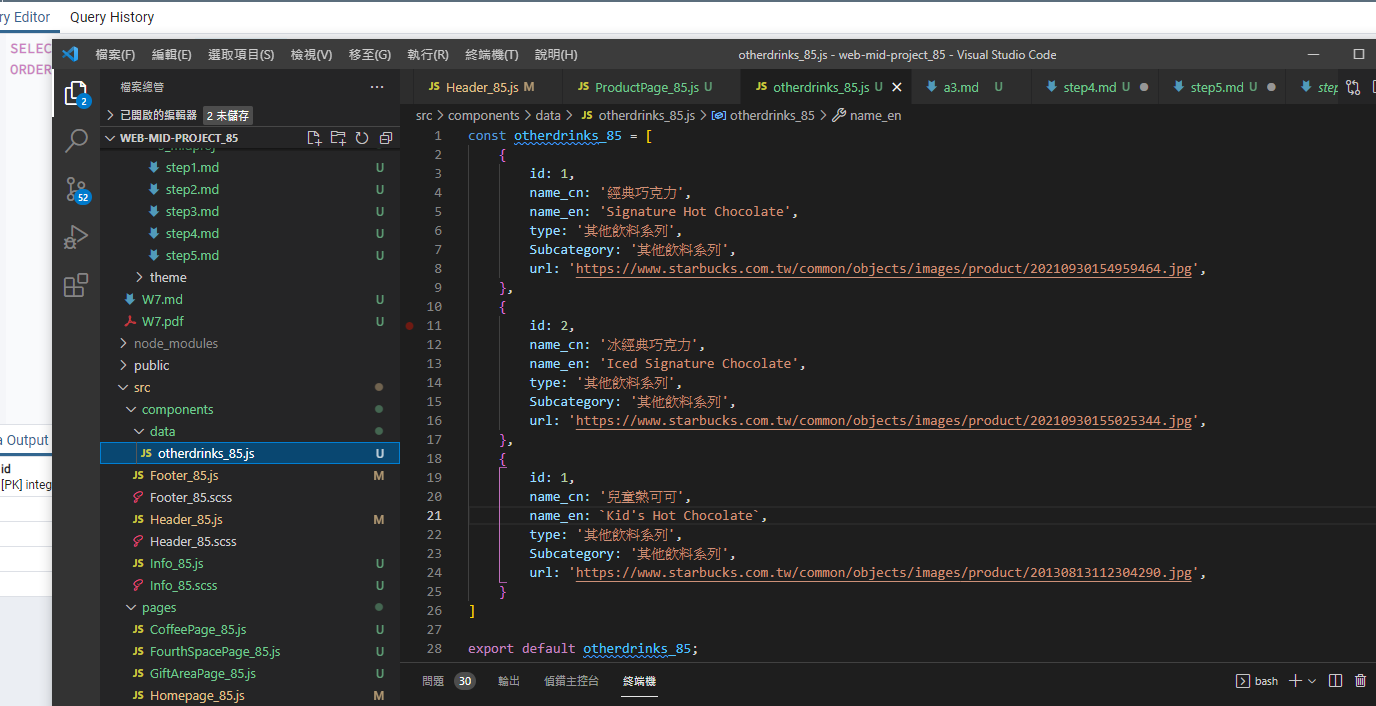 ry Editor Query History
SELEC
ORDER
檔案(F) 編輯(E) 選取項目(S) 檢視(V) 移至(G) 執行(R) 終端機(T) 說明(H) otherdrinks_85.js - web-mid-project_85 - Visual Studio Code
檔案總管 ...
JS Header_85.js M JS ProductPage_85.js U JS otherdrinks_85.js U a3.md U step4.md U step5.md U step
2
已開啟的編輯器 2 未儲存
src > components > data > JS otherdrinks_85.js > otherdrinks_85 > name_en
WEB-MID-PROJECT_85
step1.md U
step2.md U
step3.md U
step4.md U
step5.md U
theme
W7.md U
W7.pdf U
node_modules
public
src
components
data
JS otherdrinks_85.js U
JS Footer_85.js M
Footer_85.scss
JS Header_85.js M
Header_85.scss
JS Info_85.js U
Info_85.scss U
pages
JS CoffeePage_85.js U
JS FourthSpacePage_85.js U
JS GiftAreaPage_85.js U
JS Homepage_85.js M
52
a Output
id
[PK] integ
1 const otherdrinks_85 = [
2 {
3 id: 1,
4 name_cn: '經典巧克力',
5 name_en: 'Signature Hot Chocolate',
6 type: '其他飲料系列',
7 Subcategory: '其他飲料系列',
8 url: 'https://www.starbucks.com.tw/common/objects/images/product/20210930154959464.jpg',
9 },
10 {
11 id: 2,
12 name_cn: '冰經典巧克力',
13 name_en: 'Iced Signature Chocolate',
14 type: '其他飲料系列',
15 Subcategory: '其他飲料系列',
16 url: 'https://www.starbucks.com.tw/common/objects/images/product/20210930155025344.jpg',
17 },
18 {
19 id: 1,
20 name_cn: '兒童熱可可',
21 name_en: `Kid's Hot Chocolate`,
22 type: '其他飲料系列',
23 Subcategory: '其他飲料系列',
24 url: 'https://www.starbucks.com.tw/common/objects/images/product/20130813112304290.jpg',
25 }
26 ]
27
28 export default otherdrinks_85;
問題 30 輸出 偵錯主控台 終端機 bash